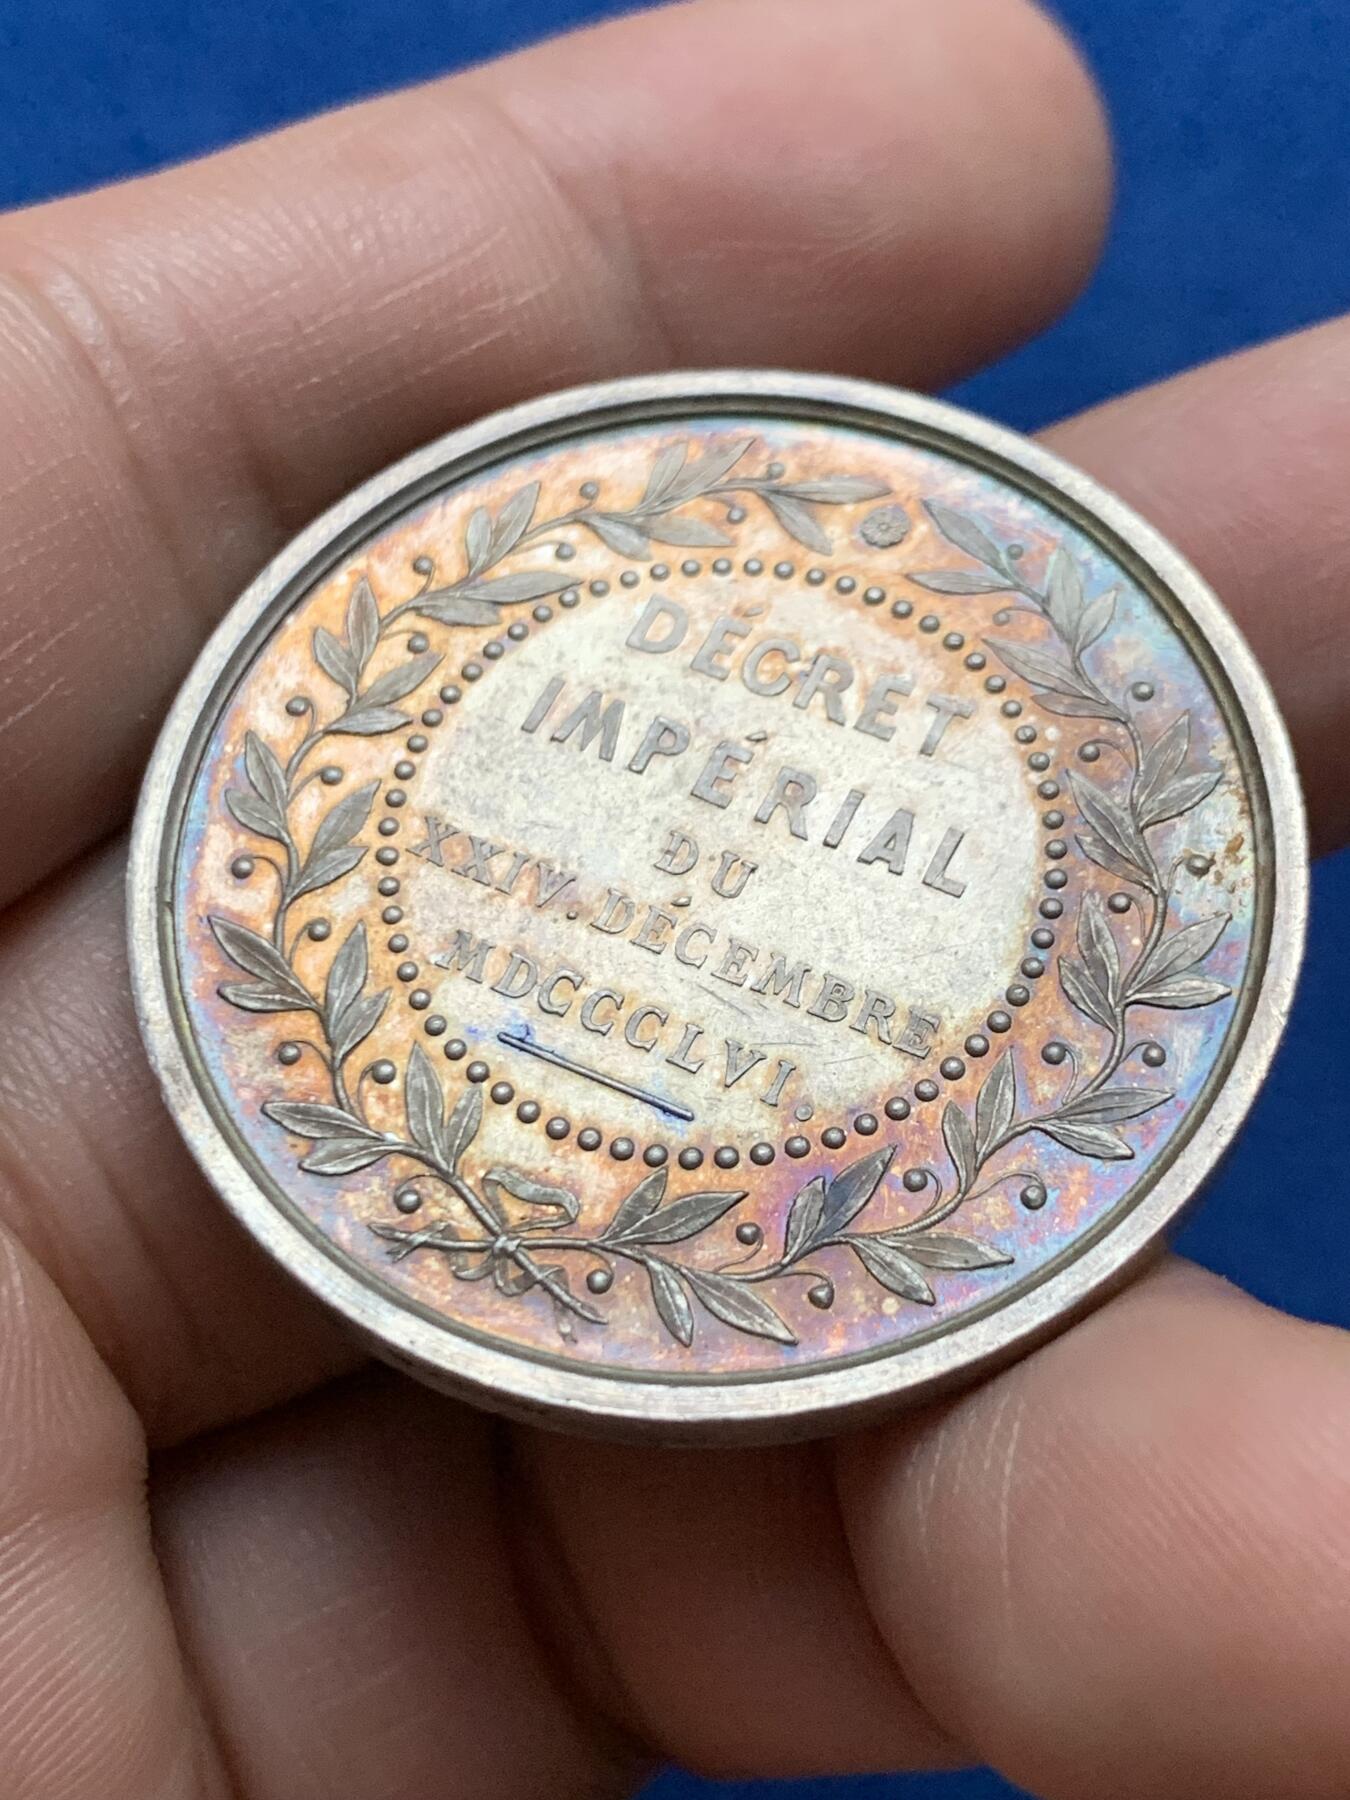 DÉCRET
IMPÉRIAL
DU
XXIV. DÉCEMBRE
MDCCCLVI.